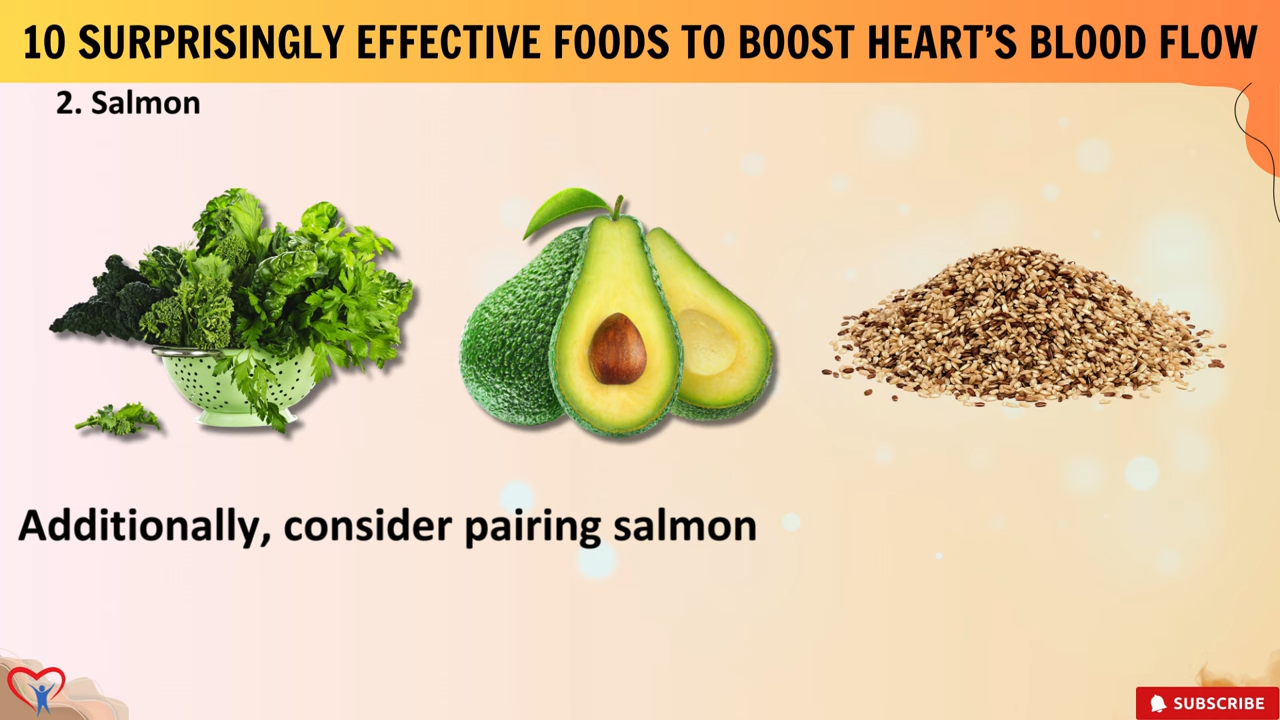 10 SURPRISINGLY EFFECTIVE FOODS TO BOOST HEART'S BLOOD FLOW
2. Salmon
Additionally, consider pairing salmon
SUBSCRIBE